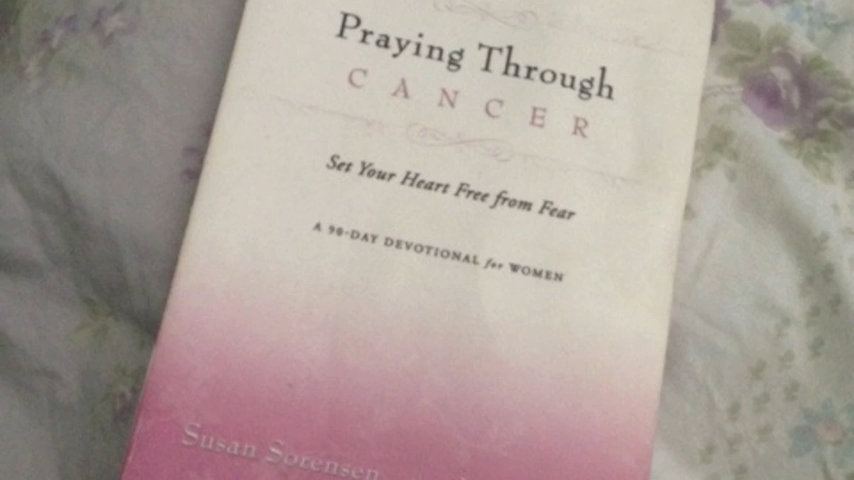 Praying Through
CANCER
Set Your Heart Free from Fear
A 90-DAY DEVOTIONAL for WOMEN
Susan Sorensen